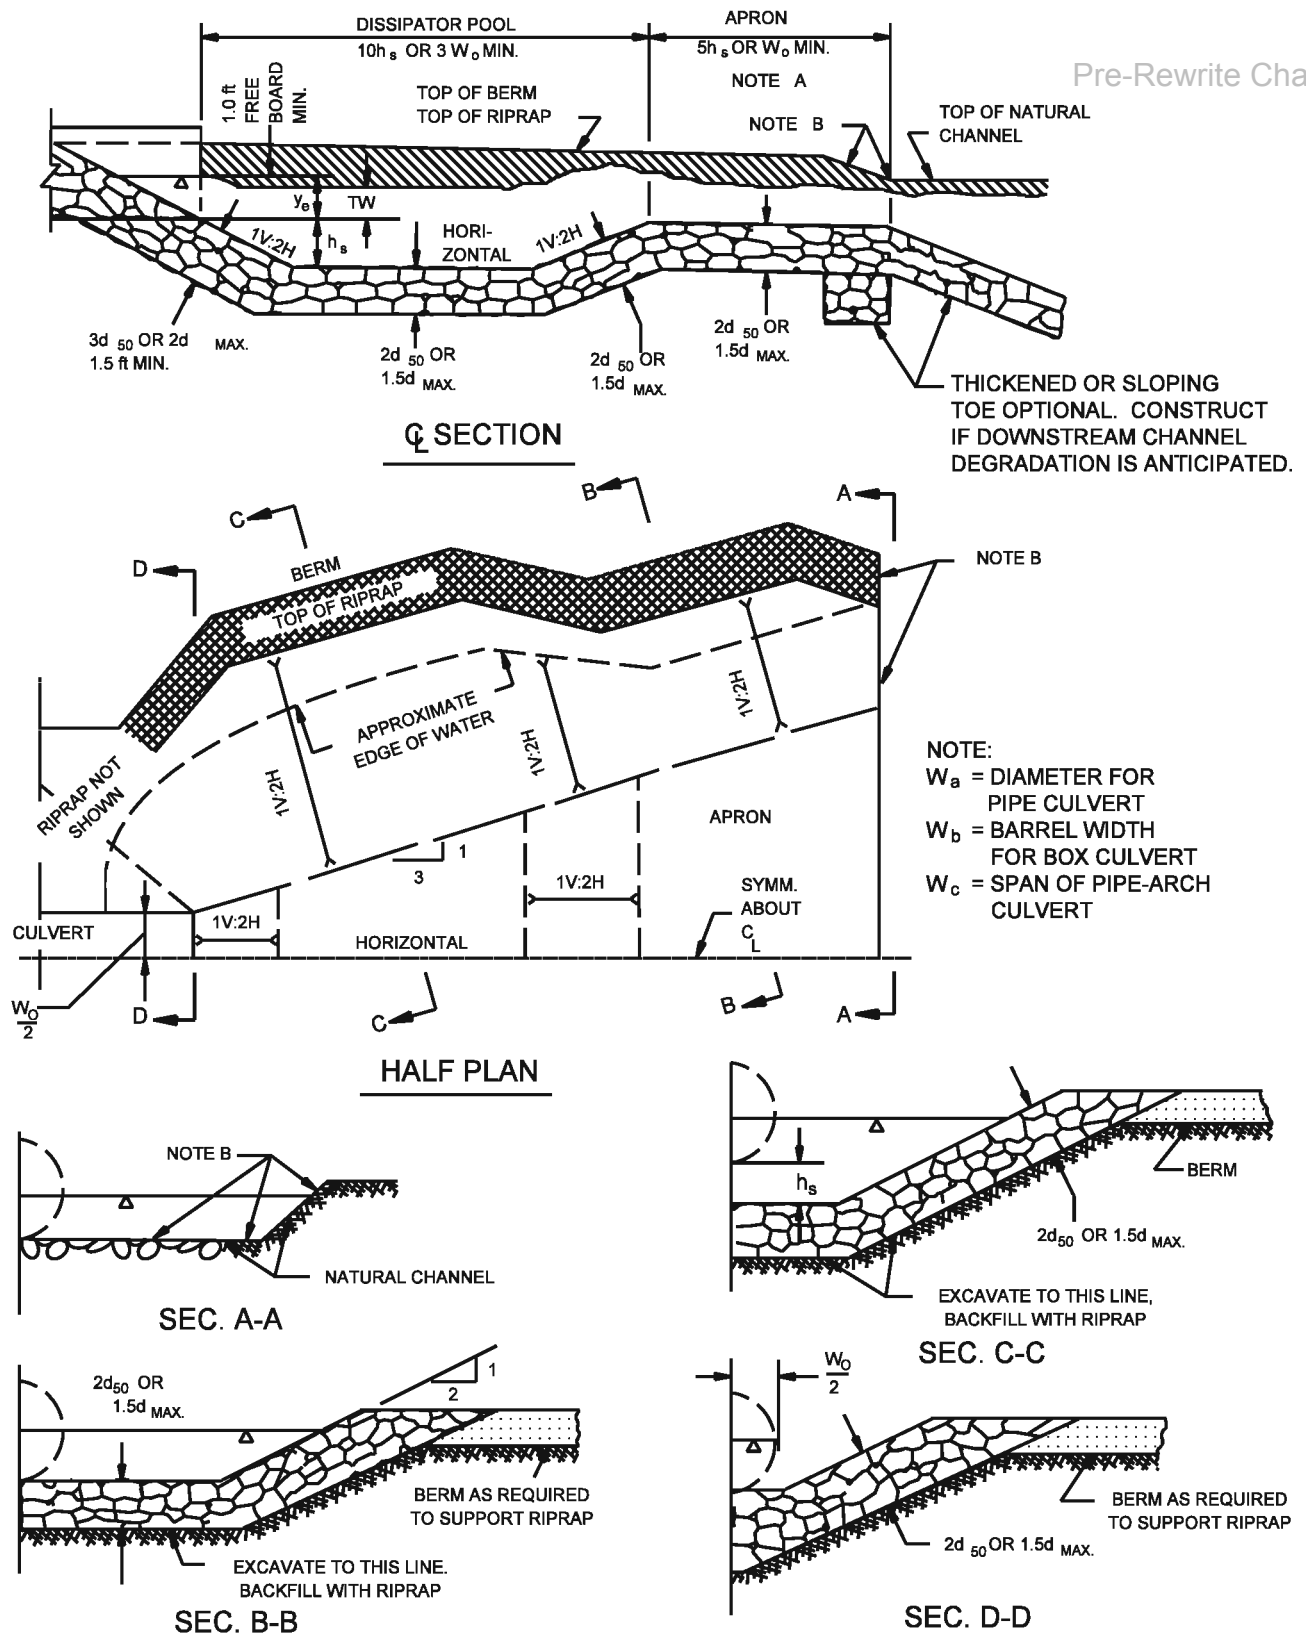 DISSIPATOR POOL
10h s OR 3 W o MIN.
APRON
5h s OR W o MIN.
Pre-Rewrite Cha
1.0 ft
FREE
BOARD
MIN.
TOP OF BERM
TOP OF RIPRAP
NOTE A
NOTE B
TOP OF NATURAL
CHANNEL
y e
TW
1V:2H
h s
HORI-
ZONTAL
1V:2H
3d 50 OR 2d MAX.
1.5 ft MIN.
2d 50 OR
1.5d MAX.
2d 50 OR
1.5d MAX.
2d 50 OR
1.5d MAX.
THICKENED OR SLOPING
TOE OPTIONAL. CONSTRUCT
IF DOWNSTREAM CHANNEL
DEGRADATION IS ANTICIPATED.
CL SECTION
B
A
C
D
BERM
TOP OF RIPRAP
NOTE B
1V:2H
APPROXIMATE
EDGE OF WATER
1V:2H
1V:2H
RIPRAP NOT
SHOWN
1
3
APRON
NOTE:
W a = DIAMETER FOR
PIPE CULVERT
W b = BARREL WIDTH
FOR BOX CULVERT
W c = SPAN OF PIPE-ARCH
CULVERT
CULVERT
1V:2H
HORIZONTAL
1V:2H
SYMM.
ABOUT
CL
WO
2
D
C
B
A
HALF PLAN
NOTE B
NATURAL CHANNEL
SEC. A-A
h s
BERM
2d50 OR 1.5d MAX.
EXCAVATE TO THIS LINE,
BACKFILL WITH RIPRAP
SEC. C-C
2d50 OR
1.5d MAX.
1
2
BERM AS REQUIRED
TO SUPPORT RIPRAP
EXCAVATE TO THIS LINE.
BACKFILL WITH RIPRAP
SEC. B-B
WO
2
BERM AS REQUIRED
TO SUPPORT RIPRAP
2d 50 OR 1.5d MAX.
SEC. D-D